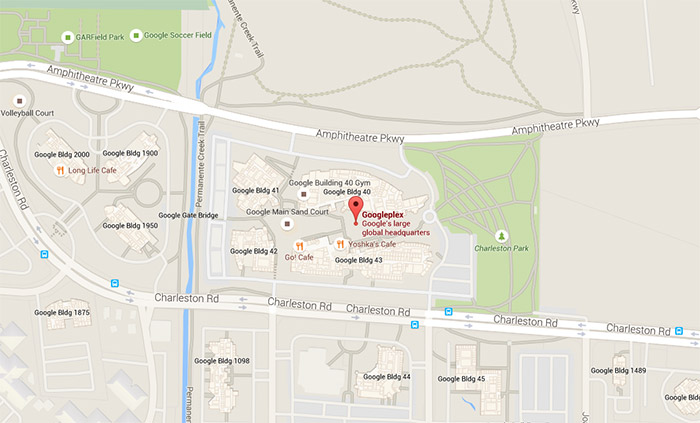 GARField Park
Google Soccer Field
Permanente Creek Trail
Amphitheatre Pkwy
Amphitheatre Pkwy
Amphitheatre Pkwy
Volleyball Court
Permanente Creek-Trail
Google Bldg 2000
Google Bldg 1900
Long Life Cafe
Charleston Rd
Google Bldg 41
Google Building 40 Gym
Google Bldg 40
Google Gate Bridge
Google Main Sand Court
Googleplex
Google's large
global headquarters
Google Bldg 1950
Yoshka's Cafe
Charleston Park
Google Bldg 42
Go! Cafe
Google Bldg 43
Charleston Rd
Charleston Rd
Charleston Rd
Charleston Rd
Charleston Rd
Google Bldg 1875
Google Bldg 1098
Google Bldg 44
Google Bldg 45
Google Bldg 1489
Google Bldg